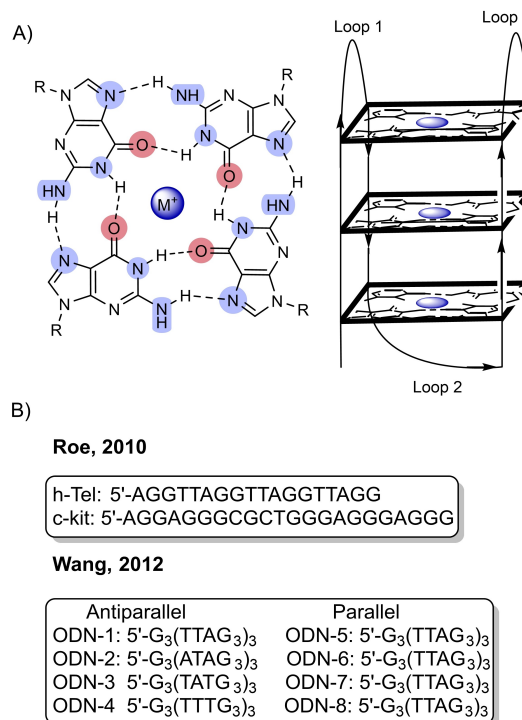 A)
Loop 1
Loop
R
H
R
N
N
NH
N
N
O
H
N
N
N
N
O
HN
H
M⁺
H
H
H
N
HN
O
N
N
H
O
N
N
N
H
N
N
R
N
H
R
Loop 2
B)
Roe, 2010
h-Tel: 5'-AGGTTAGGTTAGGTTAGG
c-kit: 5'-AGGAGGGCGCTGGGAGGGAGGG
Wang, 2012
Antiparallel Parallel
ODN-1: 5'-G₃(TTAG₃)₃ ODN-5: 5'-G₃(TTAG₃)₃
ODN-2: 5'-G₃(ATAG₃)₃ ODN-6: 5'-G₃(TTAG₃)₃
ODN-3 5'-G₃(TATG₃)₃ ODN-7: 5'-G₃(TTAG₃)₃
ODN-4 5'-G₃(TTTG₃)₃ ODN-8: 5'-G₃(TTAG₃)₃